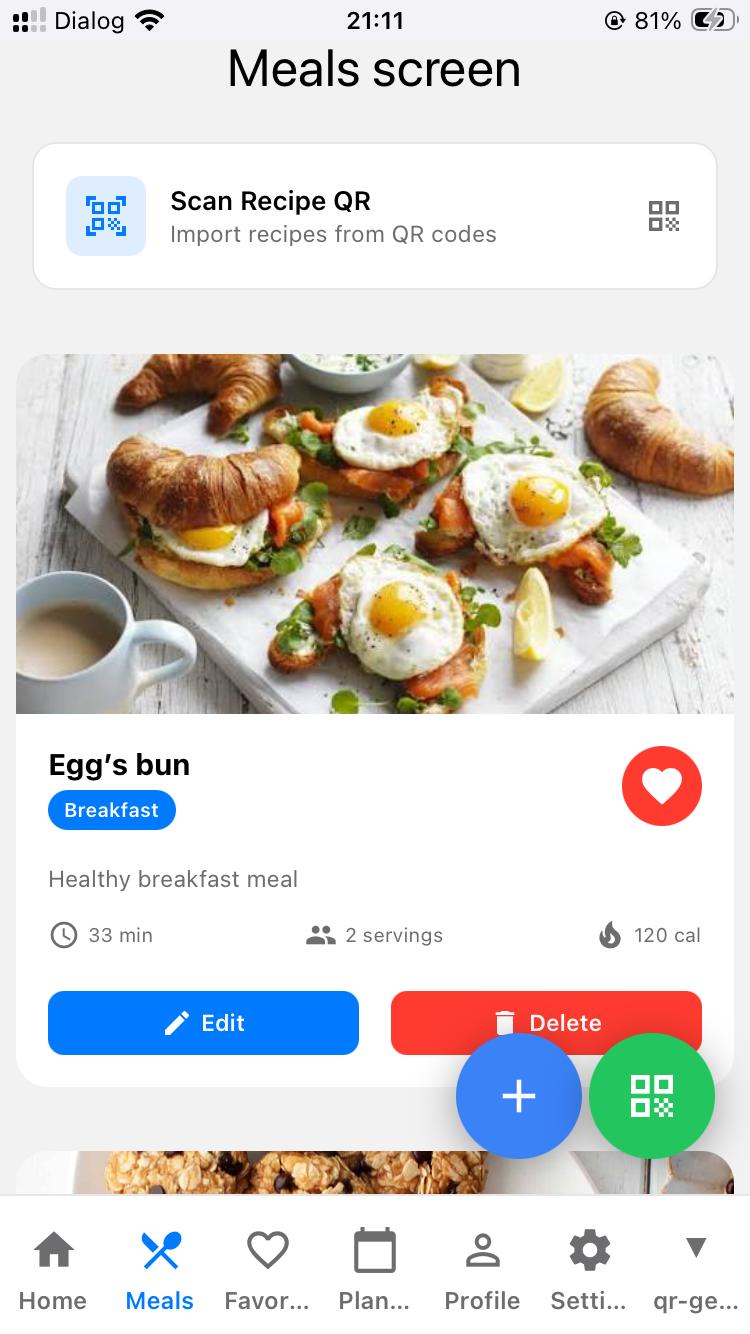 Dialog 21:11 81%
Meals screen
Scan Recipe QR
Import recipes from QR codes
Egg’s bun
Breakfast
Healthy breakfast meal
33 min 2 servings 120 cal
Edit Delete
Home Meals Favor... Plan... Profile Setti... qr-ge...